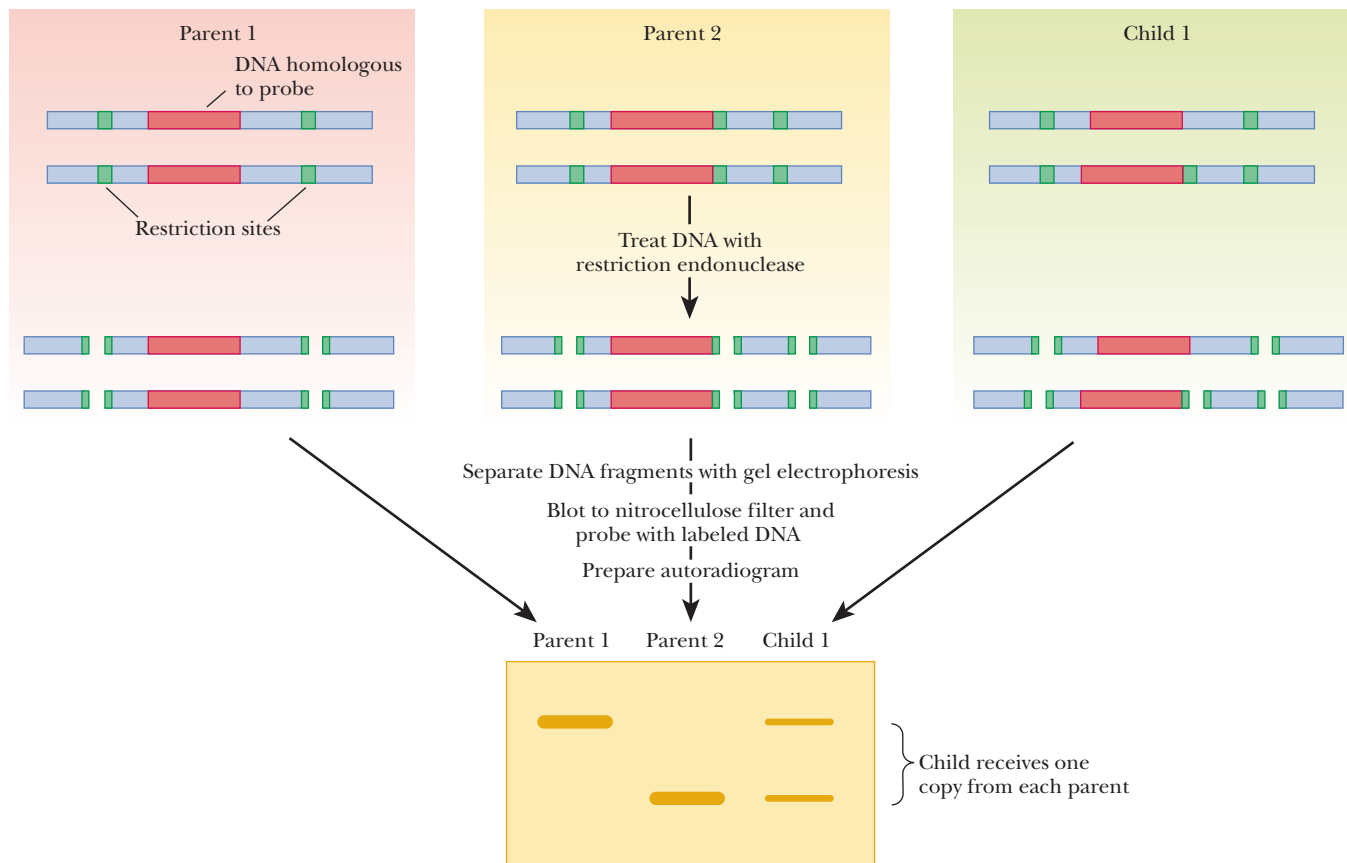 Parent 1
Parent 2
Child 1
DNA homologous
to probe
Restriction sites
Treat DNA with
restriction endonuclease
Separate DNA fragments with gel electrophoresis
Blot to nitrocellulose filter and
probe with labeled DNA
Prepare autoradiogram
Parent 1
Parent 2
Child 1
Child receives one
copy from each parent